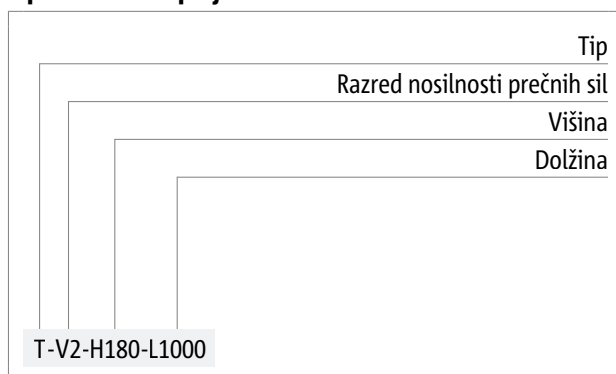 Tip
Razred nosilnosti prečnih sil
Višina
Dolžina
T-V2-H180-L1000